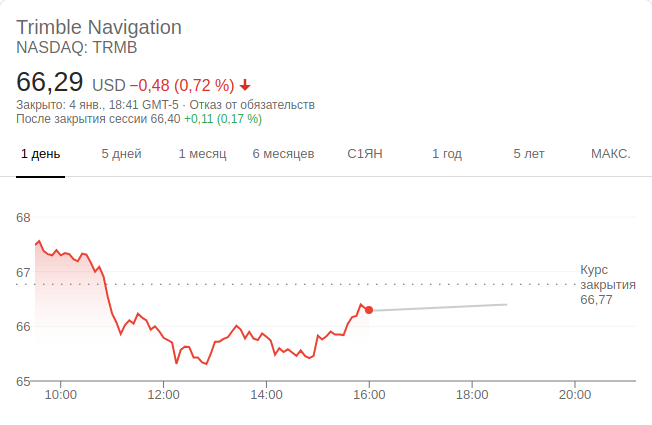 Trimble Navigation
NASDAQ: TRMB
66,29 USD −0,48 (0,72 %)
Закрыто: 4 янв., 18:41 GMT-5 · Отказ от обязательств
После закрытия сессии 66,40 +0,11 (0,17 %)
1 день 5 дней 1 месяц 6 месяцев С1ЯН 1 год 5 лет МАКС.
68
67
66
65
Курс
закрытия
66,77
10:00 12:00 14:00 16:00 18:00 20:00